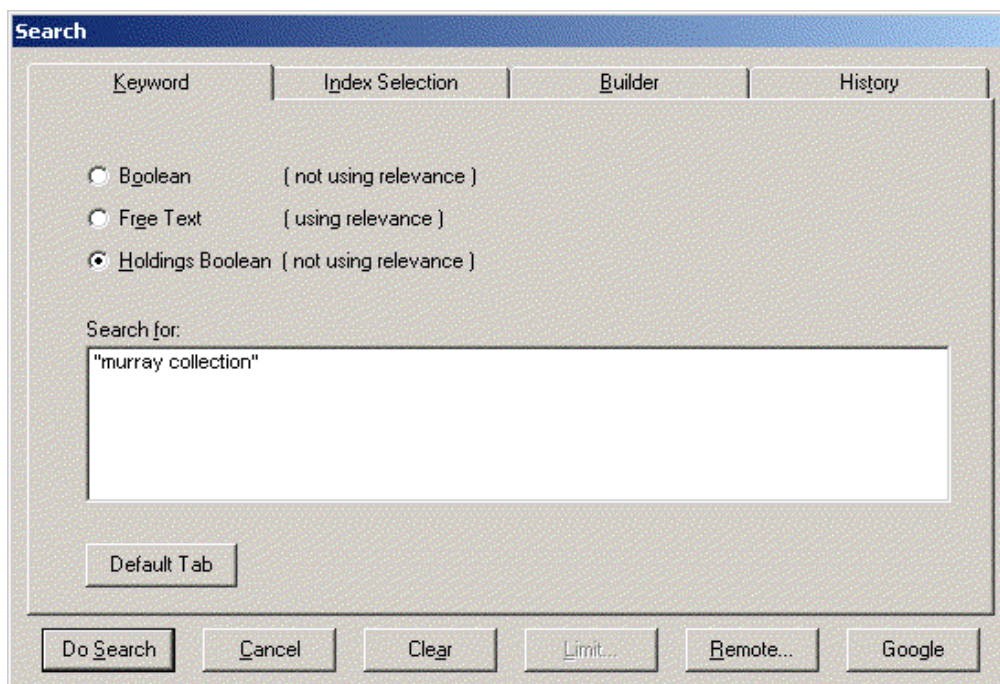 Search
Keyword Index Selection Builder History
Boolean ( not using relevance )
Free Text ( using relevance )
Holdings Boolean ( not using relevance )
Search for:
"murray collection"
Default Tab
Do Search Cancel Clear Limit... Remote... Google